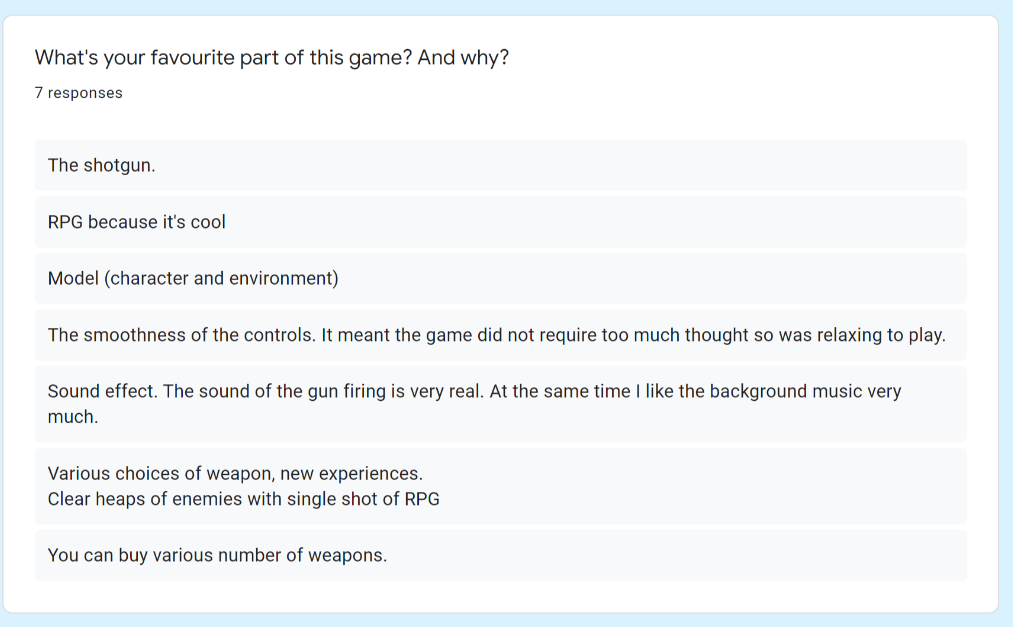 What's your favourite part of this game? And why?
7 responses
The shotgun.
RPG because it's cool
Model (character and environment)
The smoothness of the controls. It meant the game did not require too much thought so was relaxing to play.
Sound effect. The sound of the gun firing is very real. At the same time I like the background music very
much.
Various choices of weapon, new experiences.
Clear heaps of enemies with single shot of RPG
You can buy various number of weapons.